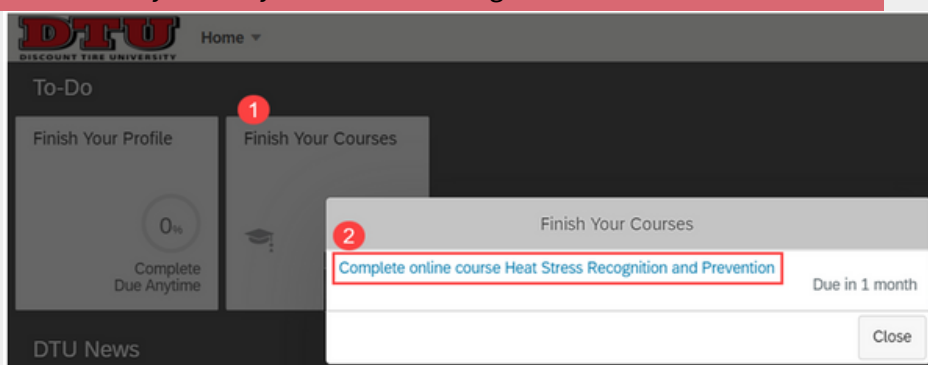 DTU
DISCOUNT TIRE UNIVERSITY
Home
To-Do
1
Finish Your Profile
Finish Your Courses
0%
Complete
Due Anytime
Finish Your Courses
2
Complete online course Heat Stress Recognition and Prevention
Due in 1 month
Close
DTU News